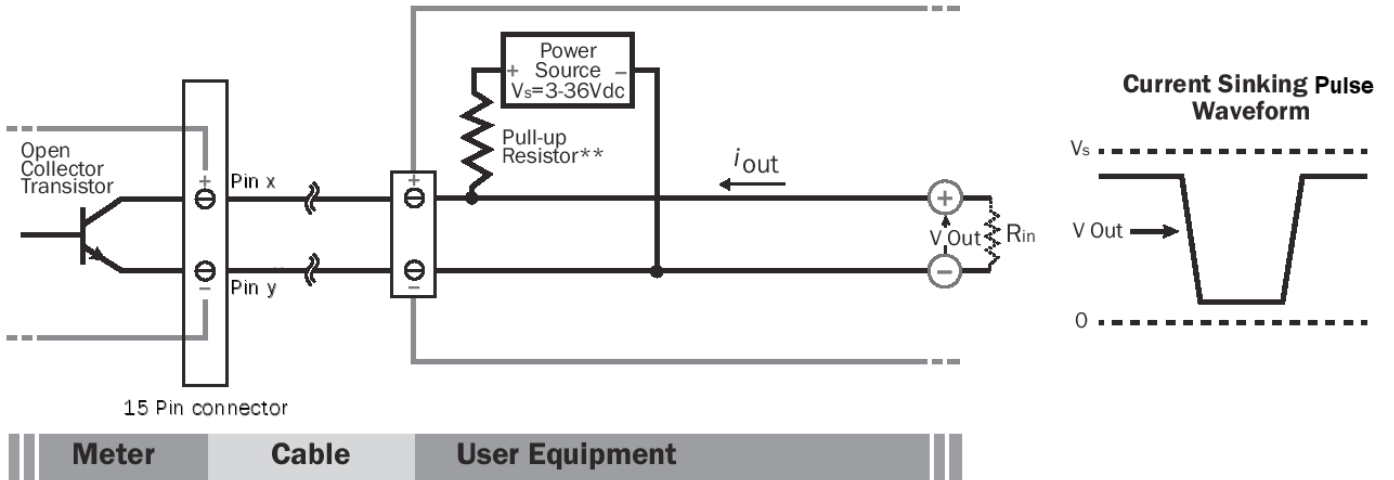 Power
+ Source −
Vs=3-36Vdc
Current Sinking Pulse
Waveform
Open
Collector
Transistor
+
Pin x
Pull-up
Resistor**
+
i out
Vs
+
V Out
Rin
V Out
−
Pin y
−
−
0
15 Pin connector
Meter
Cable
User Equipment